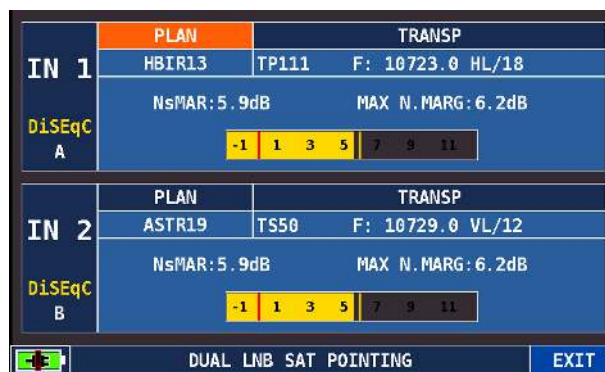 PLAN TRANSP
IN 1 HBIR13 TP111 F: 10723.0 HL/18
NsMAR:5.9dB MAX N.MARG:6.2dB
DiSEqC
A
-1 1 3 5 7 9 11
PLAN TRANSP
IN 2 ASTR19 TS50 F: 10729.0 VL/12
NsMAR:5.9dB MAX N.MARG:6.2dB
DiSEqC
B
-1 1 3 5 7 9 11
DUAL LNB SAT POINTING EXIT